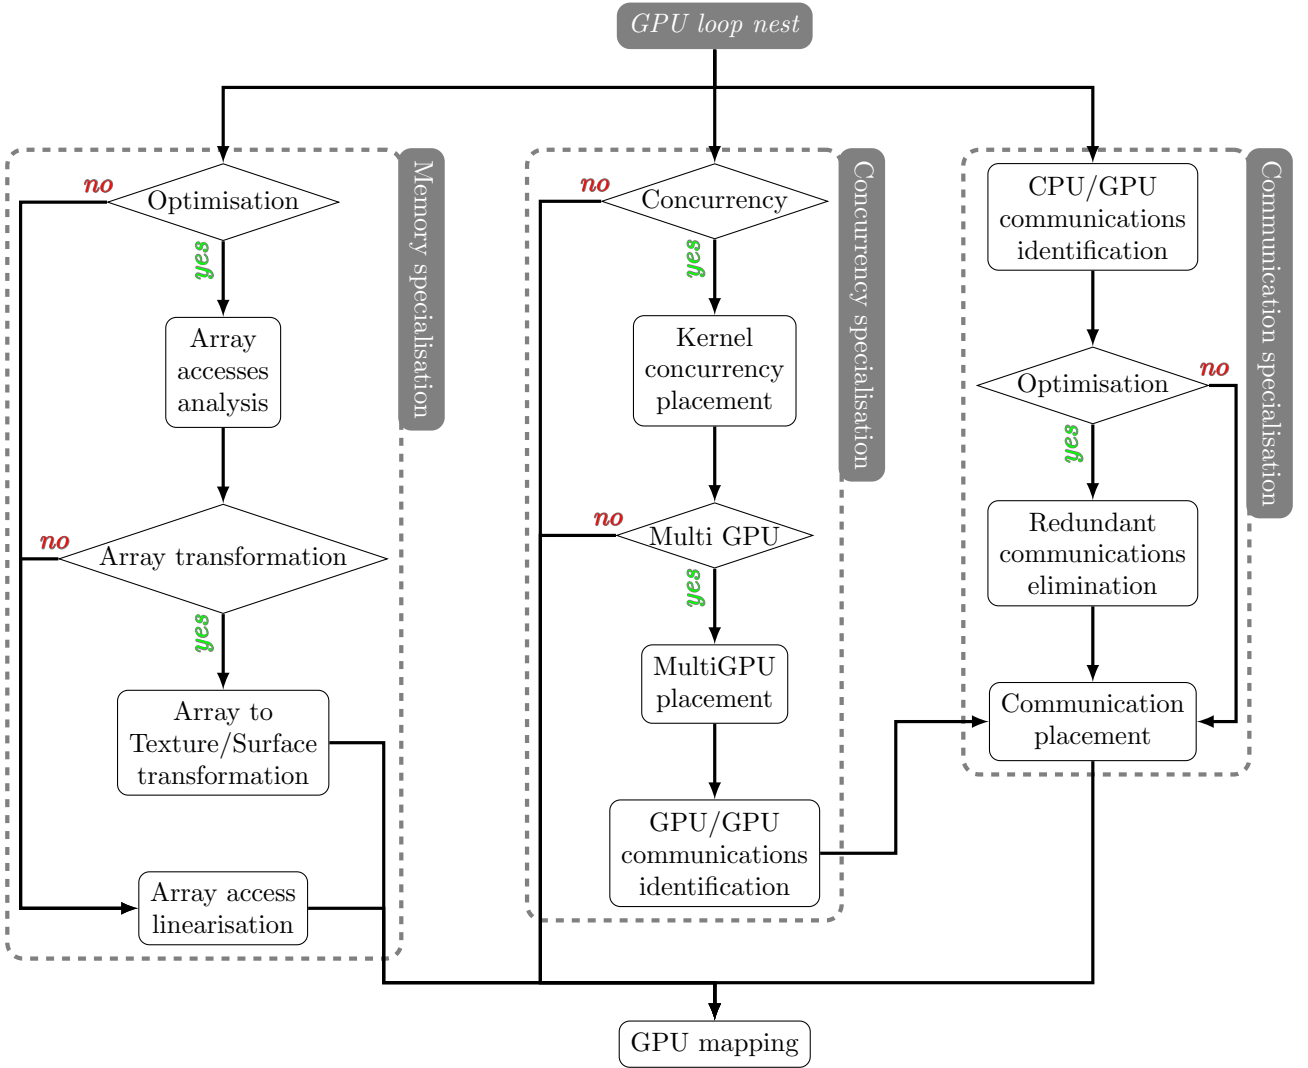 GPU loop nest
Memory specialisation
no
Optimisation
yes
Array
accesses
analysis
no
Array transformation
yes
Array to
Texture/Surface
transformation
Array access
linearisation
Concurrency specialisation
no
Concurrency
yes
Kernel
concurrency
placement
no
Multi GPU
yes
MultiGPU
placement
GPU/GPU
communications
identification
Communication specialisation
CPU/GPU
communications
identification
Optimisation
no
yes
Redundant
communications
elimination
Communication
placement
GPU mapping